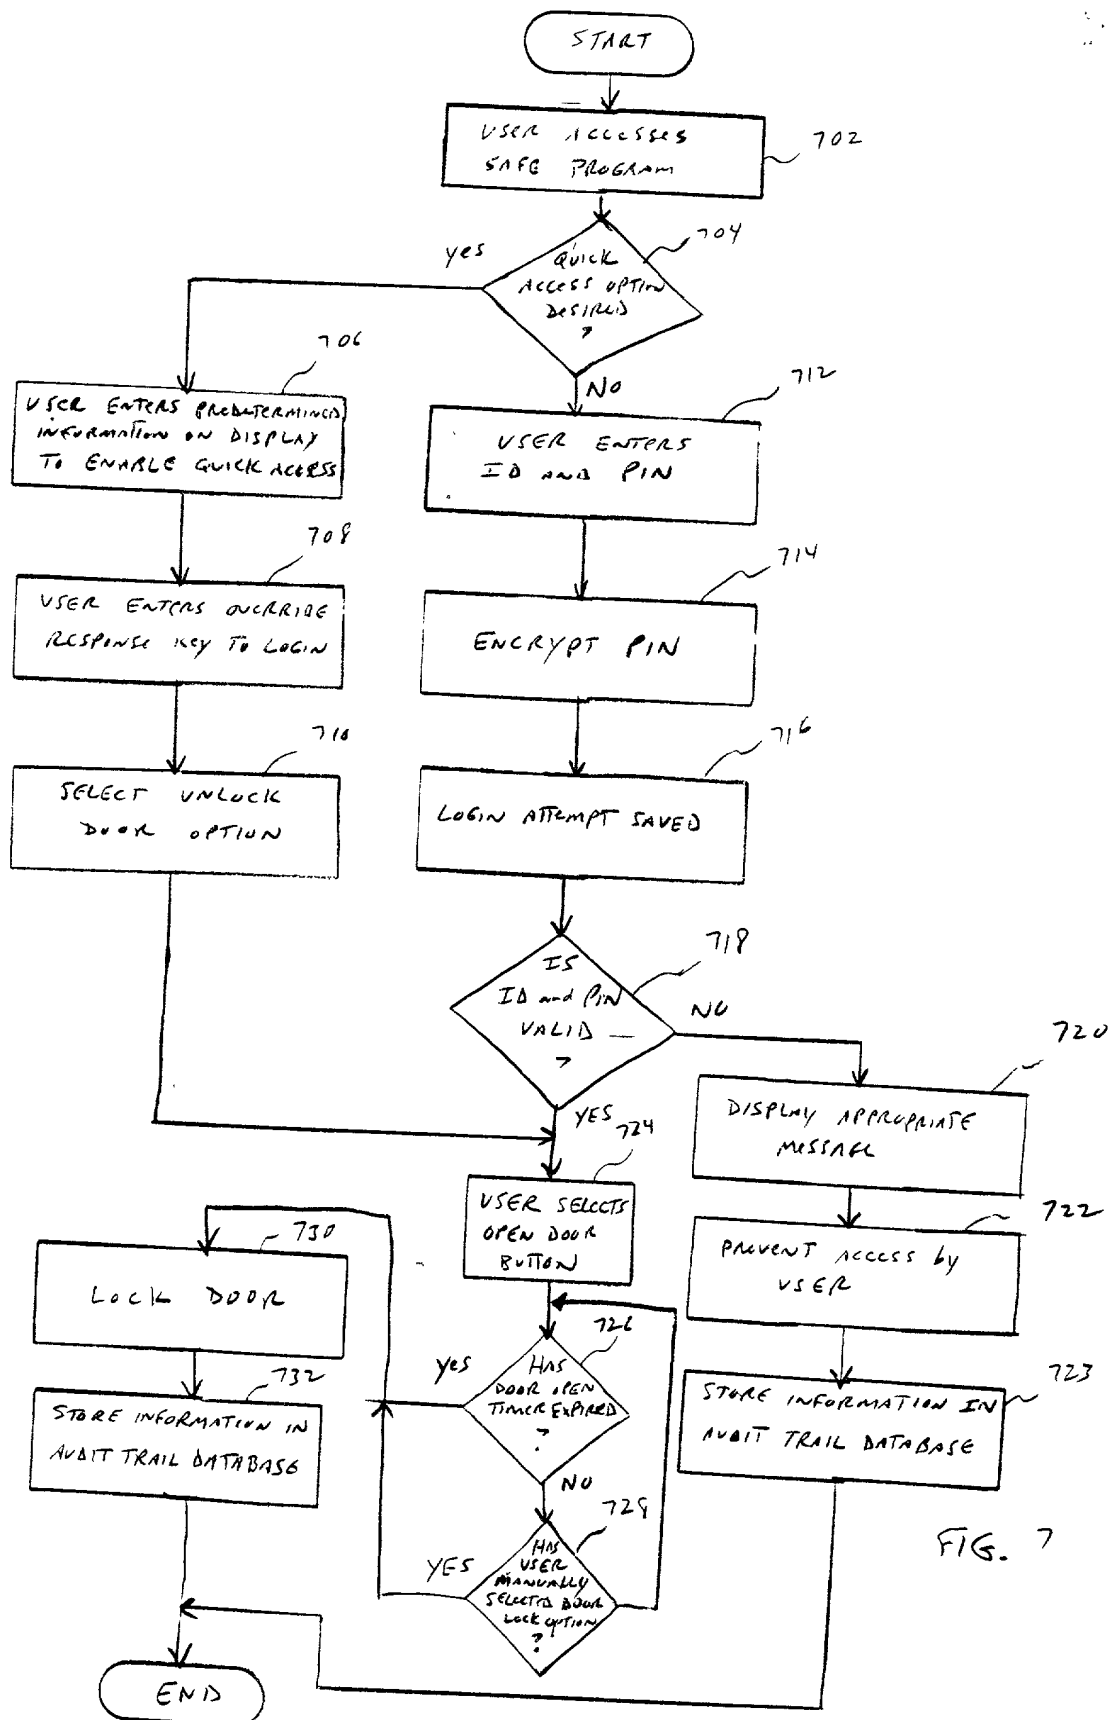 START
USER ACCESSES
SAFE PROGRAM
702
704
yes
QUICK
ACCESS OPTION
DESIRED
?
706
NO
712
USER ENTERS PREDETERMINED
INFORMATION ON DISPLAY
TO ENABLE QUICK ACCESS
USER ENTERS
ID AND PIN
708
714
USER ENTERS OVERRIDE
RESPONSE KEY TO LOGIN
ENCRYPT PIN
710
716
SELECT UNLOCK
DOOR OPTION
LOGIN ATTEMPT SAVED
718
IS
ID and PIN
VALID
?
NO
720
YES
724
DISPLAY APPROPRIATE
MESSAGE
USER SELECTS
OPEN DOOR
BUTTON
730
722
LOCK DOOR
PREVENT ACCESS by
USER
726
yes
HAS
DOOR OPEN
TIMER EXPIRED
?
732
723
STORE INFORMATION IN
AUDIT TRAIL DATABASE
STORE INFORMATION IN
AUDIT TRAIL DATABASE
NO
728
YES
HAS
USER
MANUALLY
SELECTED DOOR
LOCK OPTION
?
FIG. 7
END